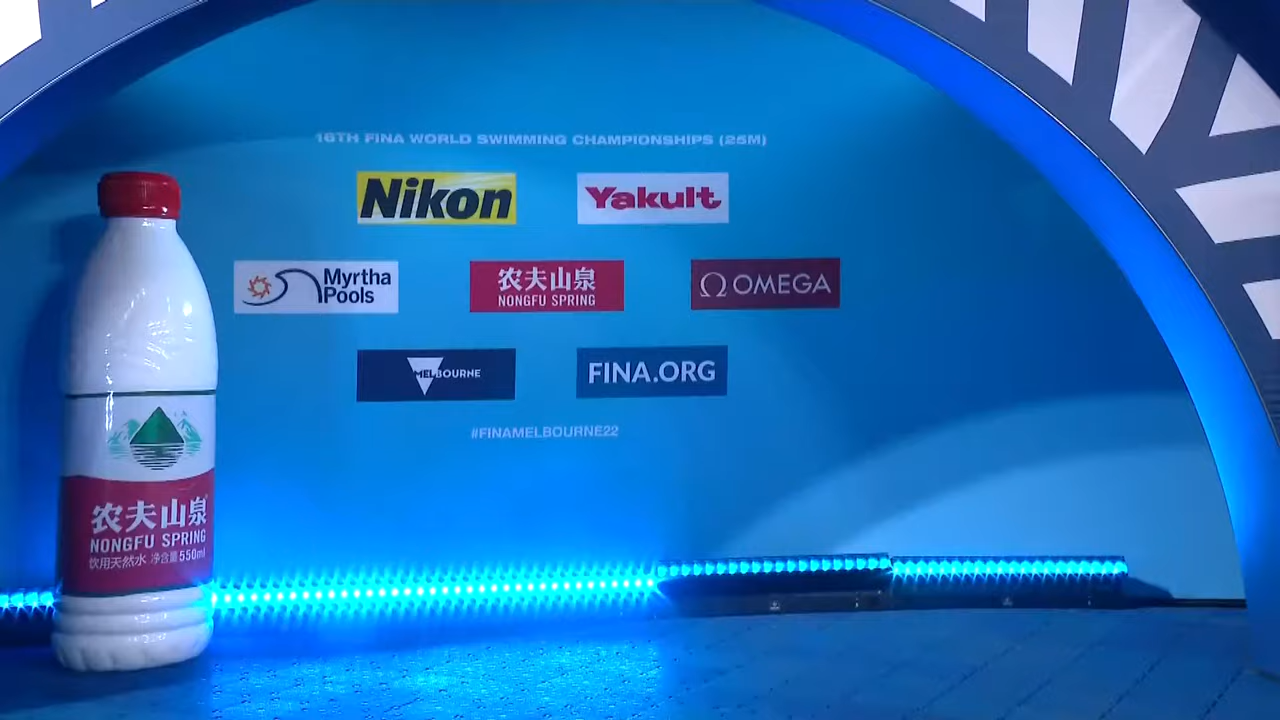 16TH FINA WORLD SWIMMING CHAMPIONSHIPS (25M)
Nikon
Yakult
Myrtha
Pools
农夫山泉
NONGFU SPRING
Ω OMEGA
MELBOURNE
FINA.ORG
#FINAMELBOURNE22
农夫山泉
NONGFU SPRING
饮用天然水 净含量550ml